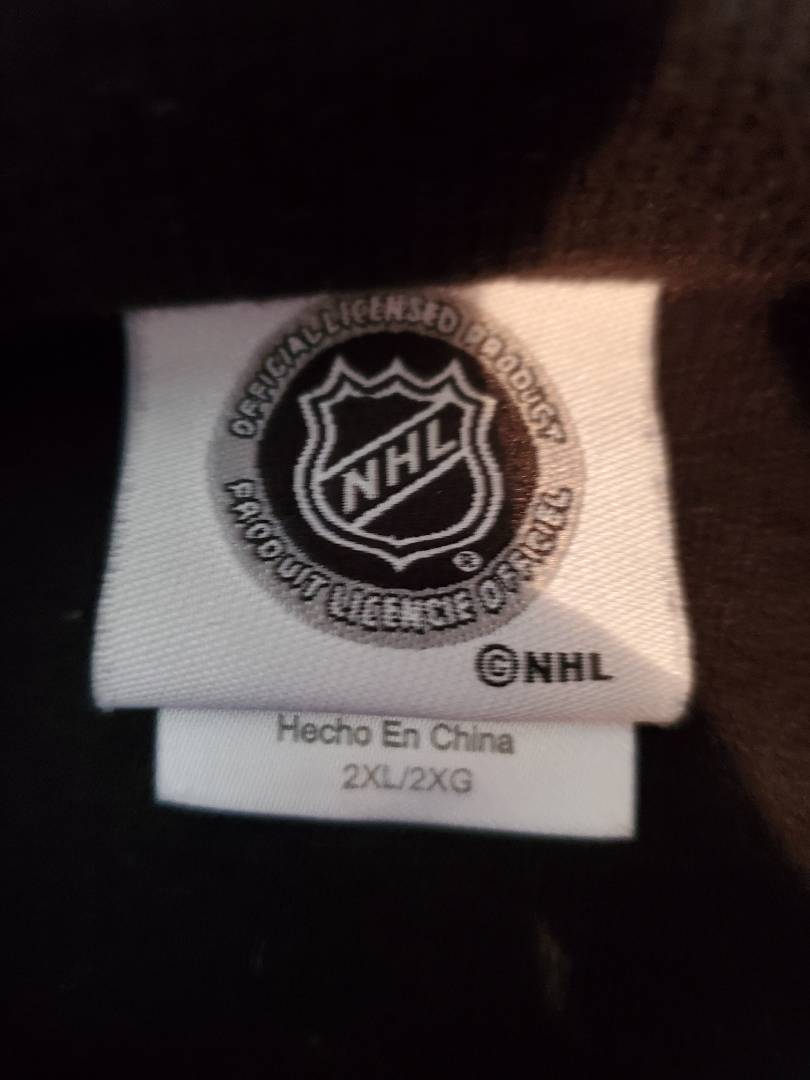 OFFICIAL LICENSED PRODUCT
NHL
®
PRODUIT LICENCIE OFFICIEL
©NHL
Hecho En China
2XL/2XG